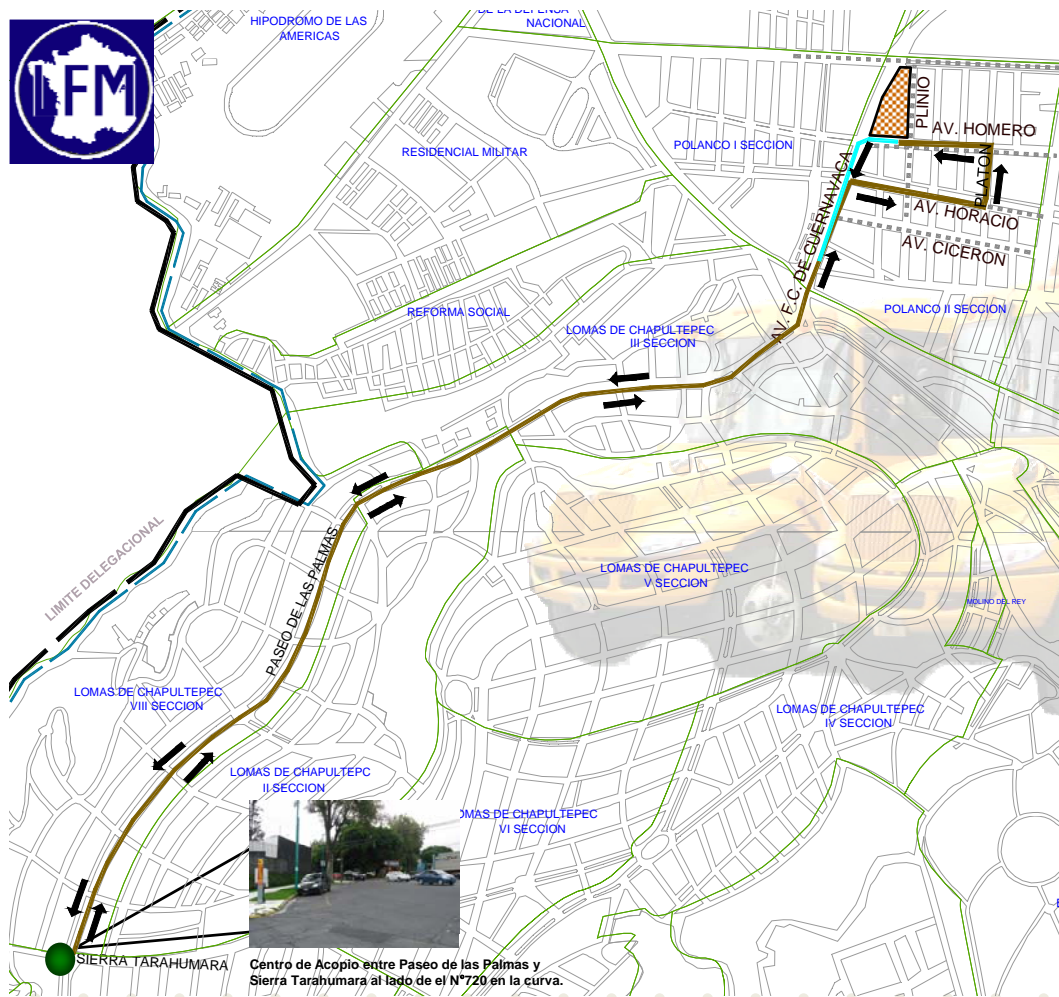 DE LA DEFENSA
NACIONAL
HIPODROMO DE LAS
AMERICAS
LFM
PLINIO
AV. HOMERO
POLANCO I SECCION
RESIDENCIAL MILITAR
PLATON
AV. HORACIO
AV. CICERON
AV. F.C. DE CUERNAVACA
REFORMA SOCIAL
POLANCO II SECCION
LOMAS DE CHAPULTEPEC
III SECCION
LIMITE DELEGACIONAL
PASEO DE LAS PALMAS
LOMAS DE CHAPULTEPEC
V SECCION
MOLINO DEL REY
LOMAS DE CHAPULTEPEC
VIII SECCION
LOMAS DE CHAPULTEPEC
IV SECCION
LOMAS DE CHAPULTEPC
II SECCION
OMAS DE CHAPULTEPEC
VI SECCION
SIERRA TARAHUMARA
Centro de Acopio entre Paseo de las Palmas y
Sierra Tarahumara al lado de el N°720 en la curva.